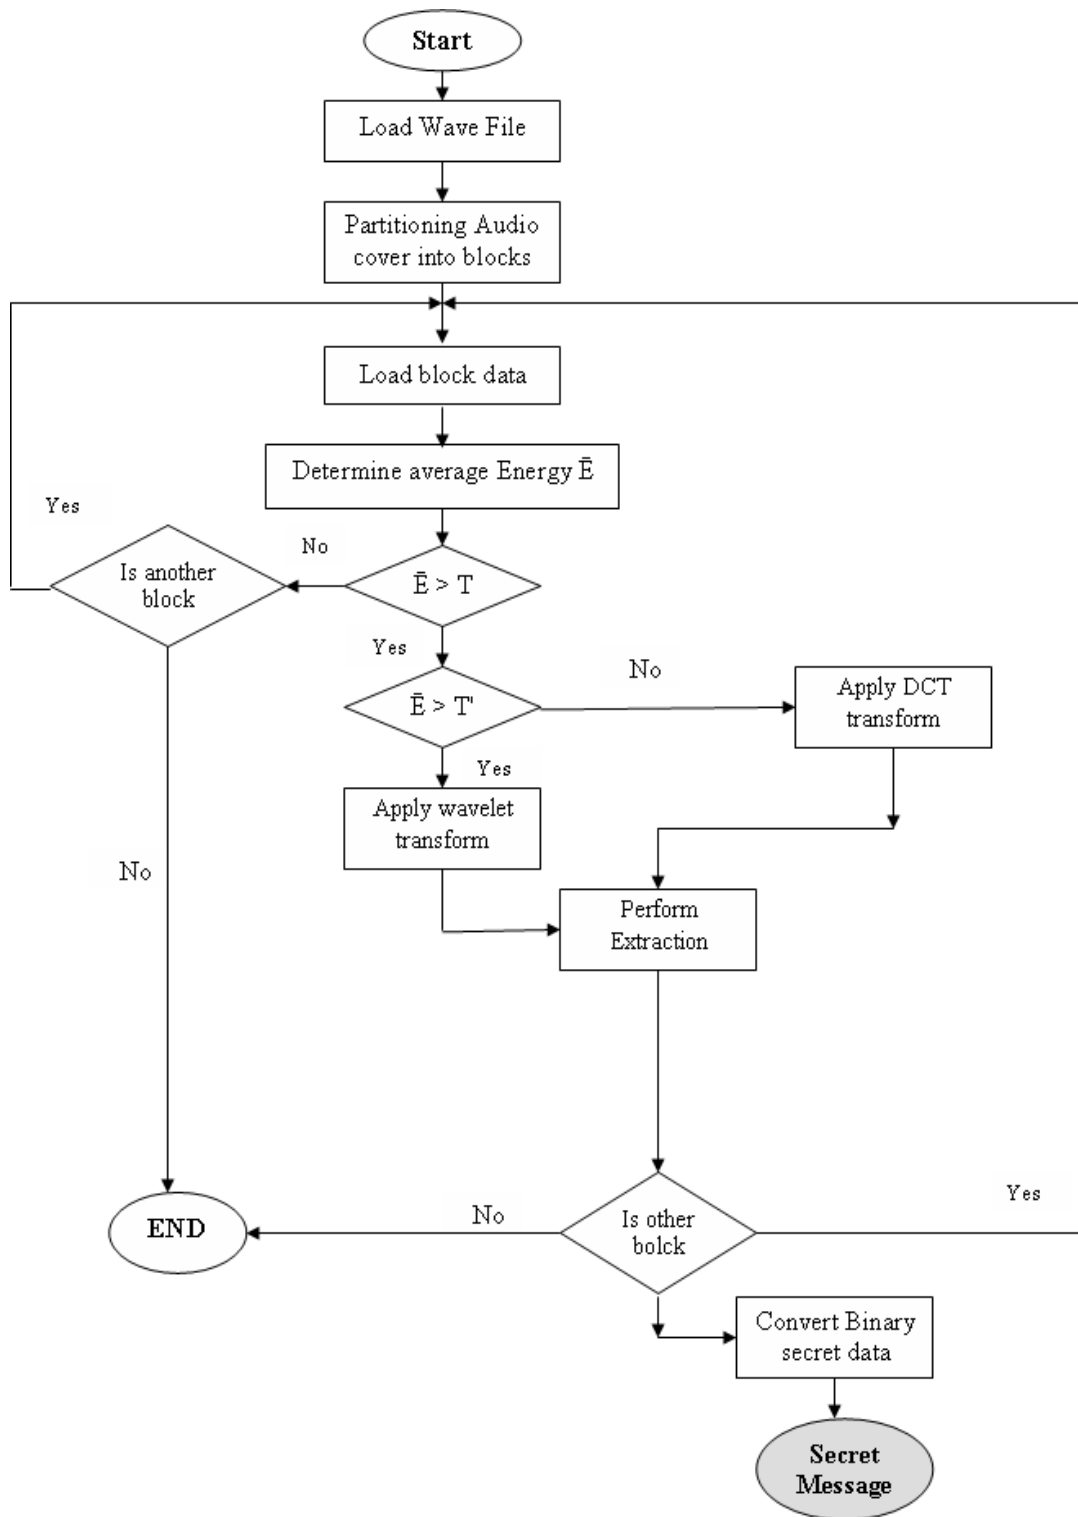 Start
Load Wave File
Partitioning Audio
cover into blocks
Load block data
Determine average Energy Ē
Yes
No
Is another
block
Ē > T
Yes
No
Ē > T'
Apply DCT
transform
Yes
Apply wavelet
transform
No
Perform
Extraction
Yes
No
END
Is other
bolck
Convert Binary
secret data
Secret
Message